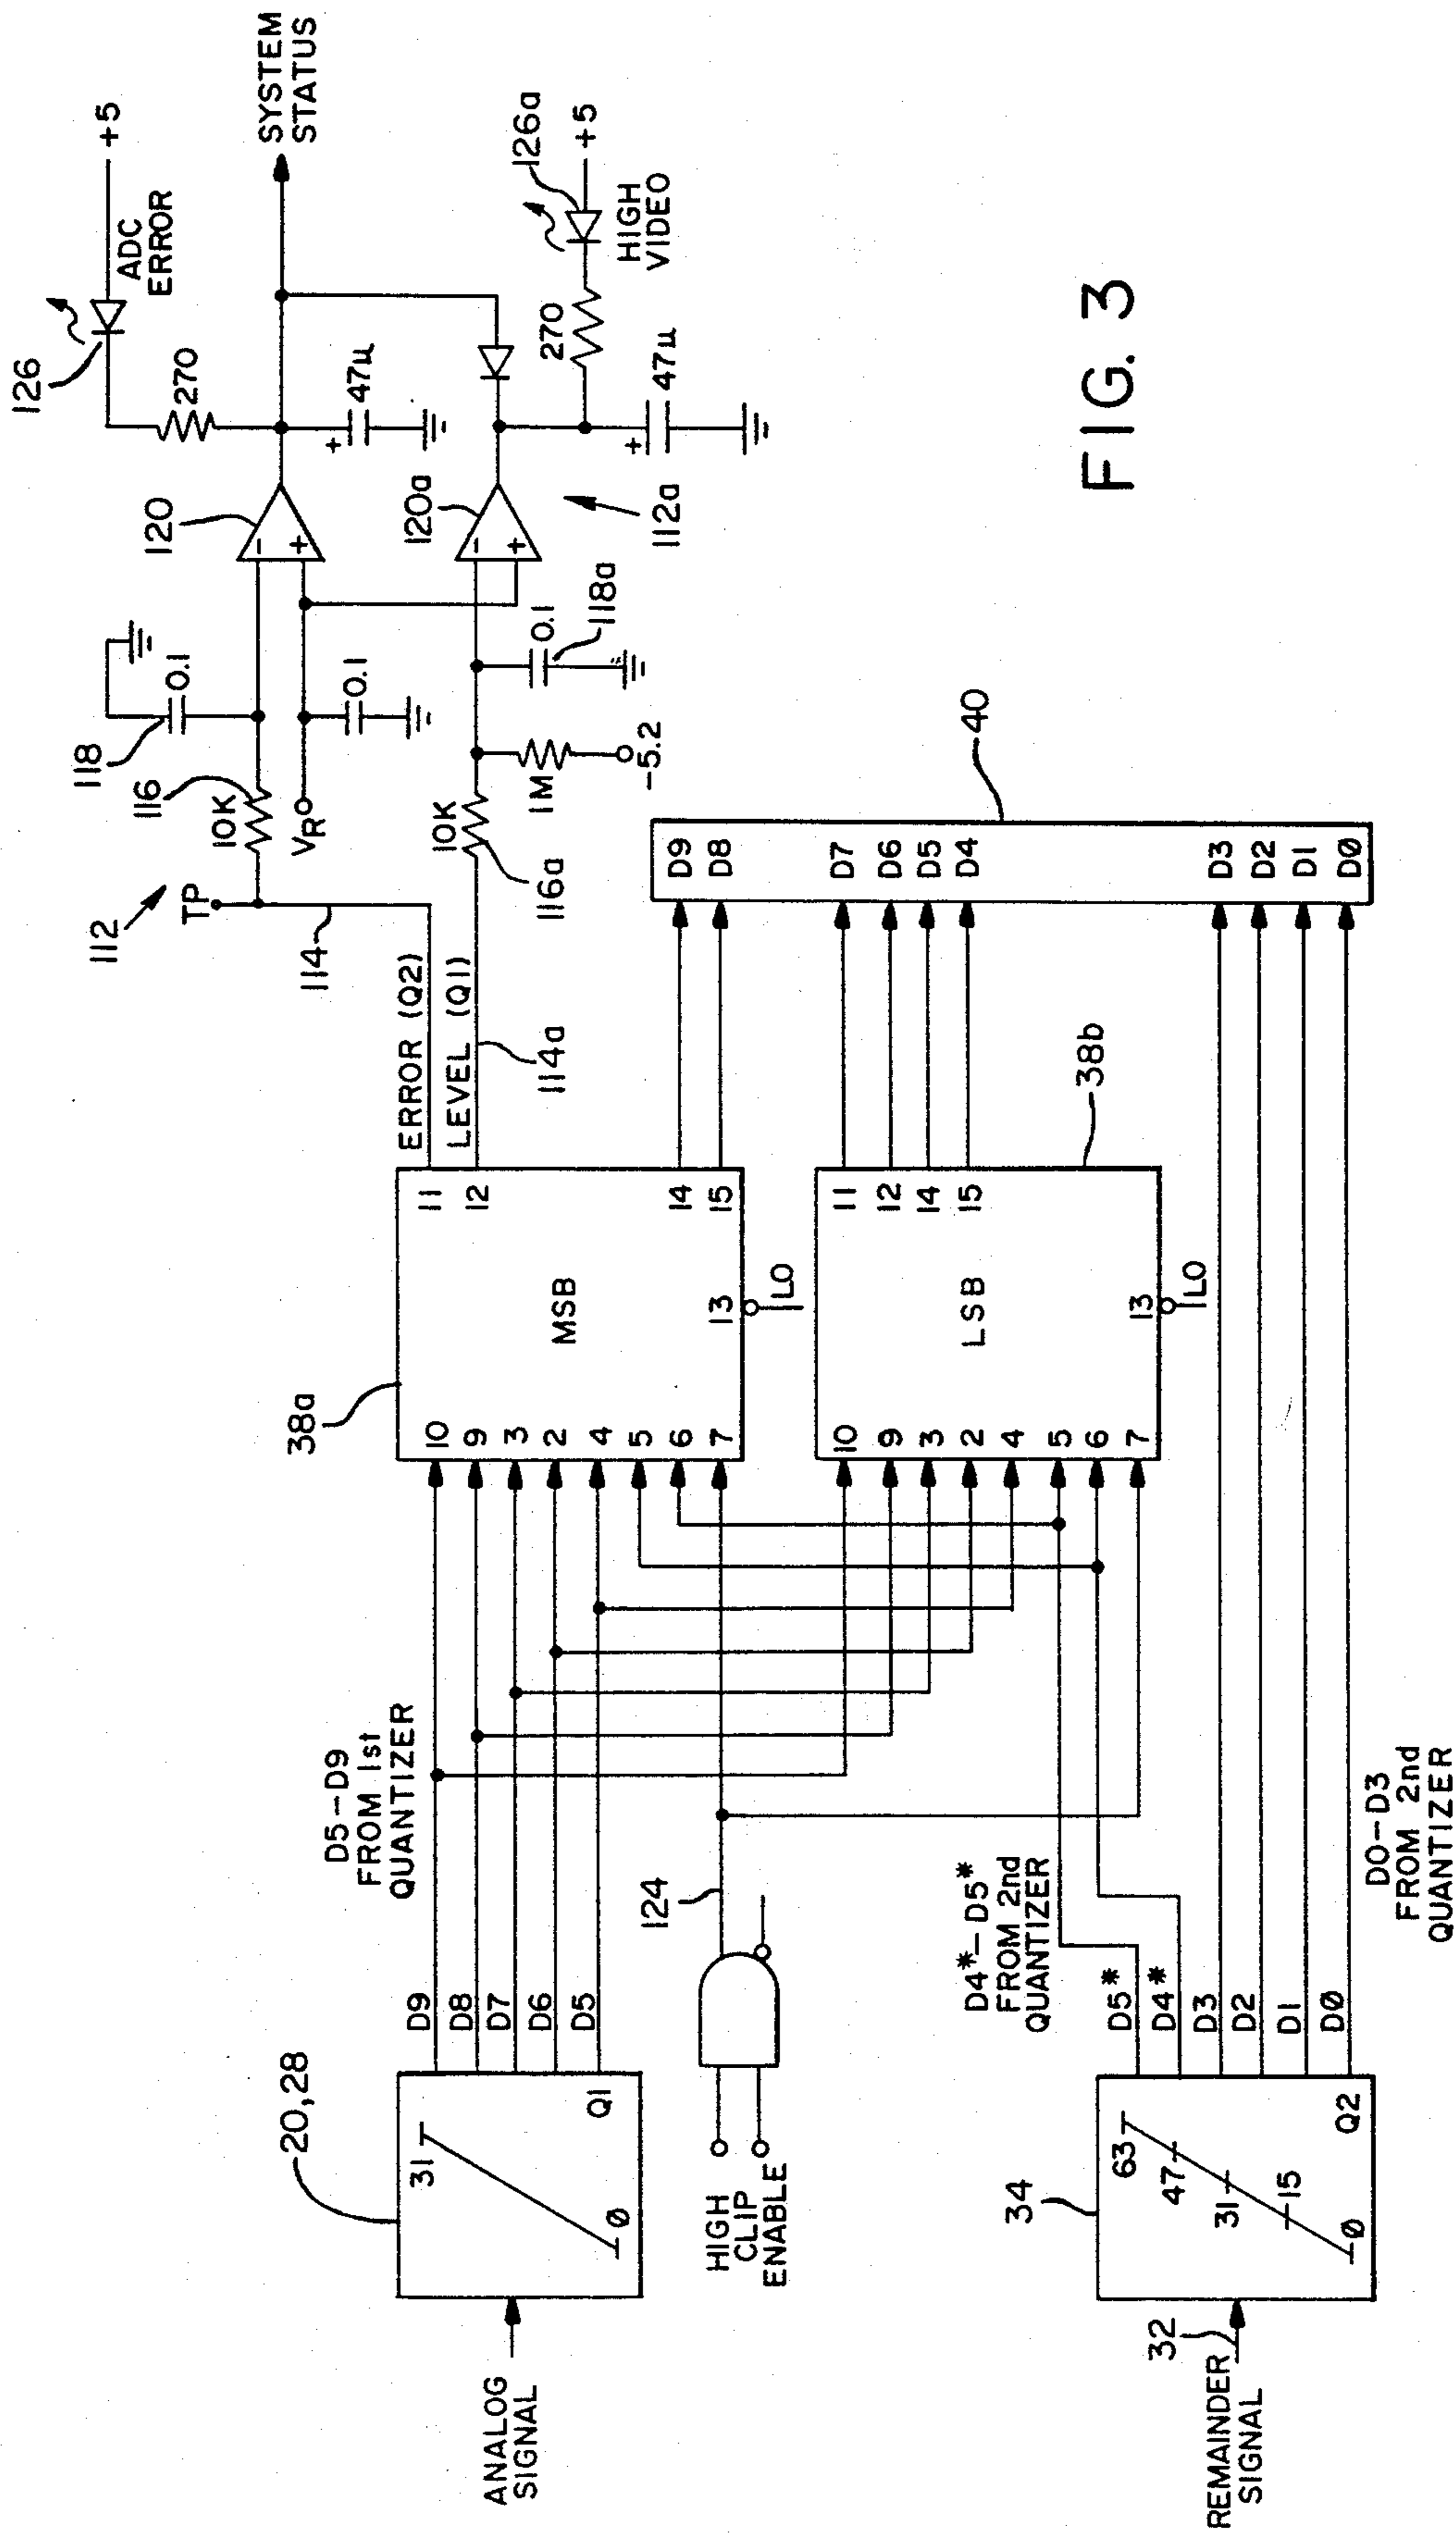 ANALOG
SIGNAL
20,28
31
0
Q1
D9
D8
D7
D6
D5
D5-D9
FROM 1st
QUANTIZER
HIGH
CLIP
ENABLE
124
38a
10
9
3
2
4
5
6
7
MSB
13
LO
11
12
14
15
ERROR (Q2)
LEVEL (Q1)
114
114a
112
TP
10K
116
118
0.1
VR
0.1
10K
116a
1M
-5.2
0.1
118a
120
-
+
120a
-
+
112a
126
270
+
47μ
ADC
ERROR
+5
SYSTEM
STATUS
270
+
47μ
126a
+5
HIGH
VIDEO
REMAINDER
SIGNAL
32
34
63
47
31
15
Ø
Q2
D5*
D4*
D3
D2
D1
DØ
D4*-D5*
FROM 2nd
QUANTIZER
D0-D3
FROM 2nd
QUANTIZER
10
9
3
2
4
5
6
7
LSB
13
LO
11
12
14
15
38b
40
D9
D8
D7
D6
D5
D4
D3
D2
D1
DØ
FIG. 3